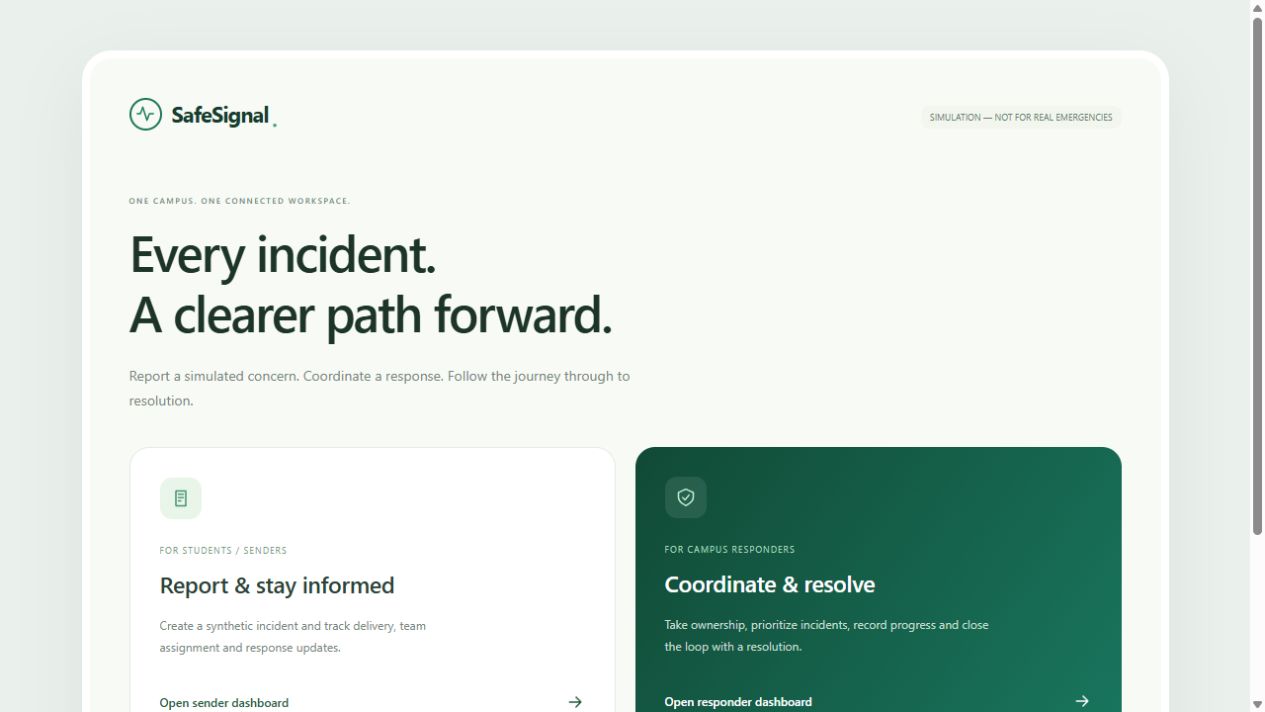 SafeSignal.
SIMULATION — NOT FOR REAL EMERGENCIES
ONE CAMPUS. ONE CONNECTED WORKSPACE.
Every incident.
A clearer path forward.
Report a simulated concern. Coordinate a response. Follow the journey through to
resolution.
FOR STUDENTS / SENDERS
Report & stay informed
Create a synthetic incident and track delivery, team
assignment and response updates.
Open sender dashboard
FOR CAMPUS RESPONDERS
Coordinate & resolve
Take ownership, prioritize incidents, record progress and close
the loop with a resolution.
Open responder dashboard